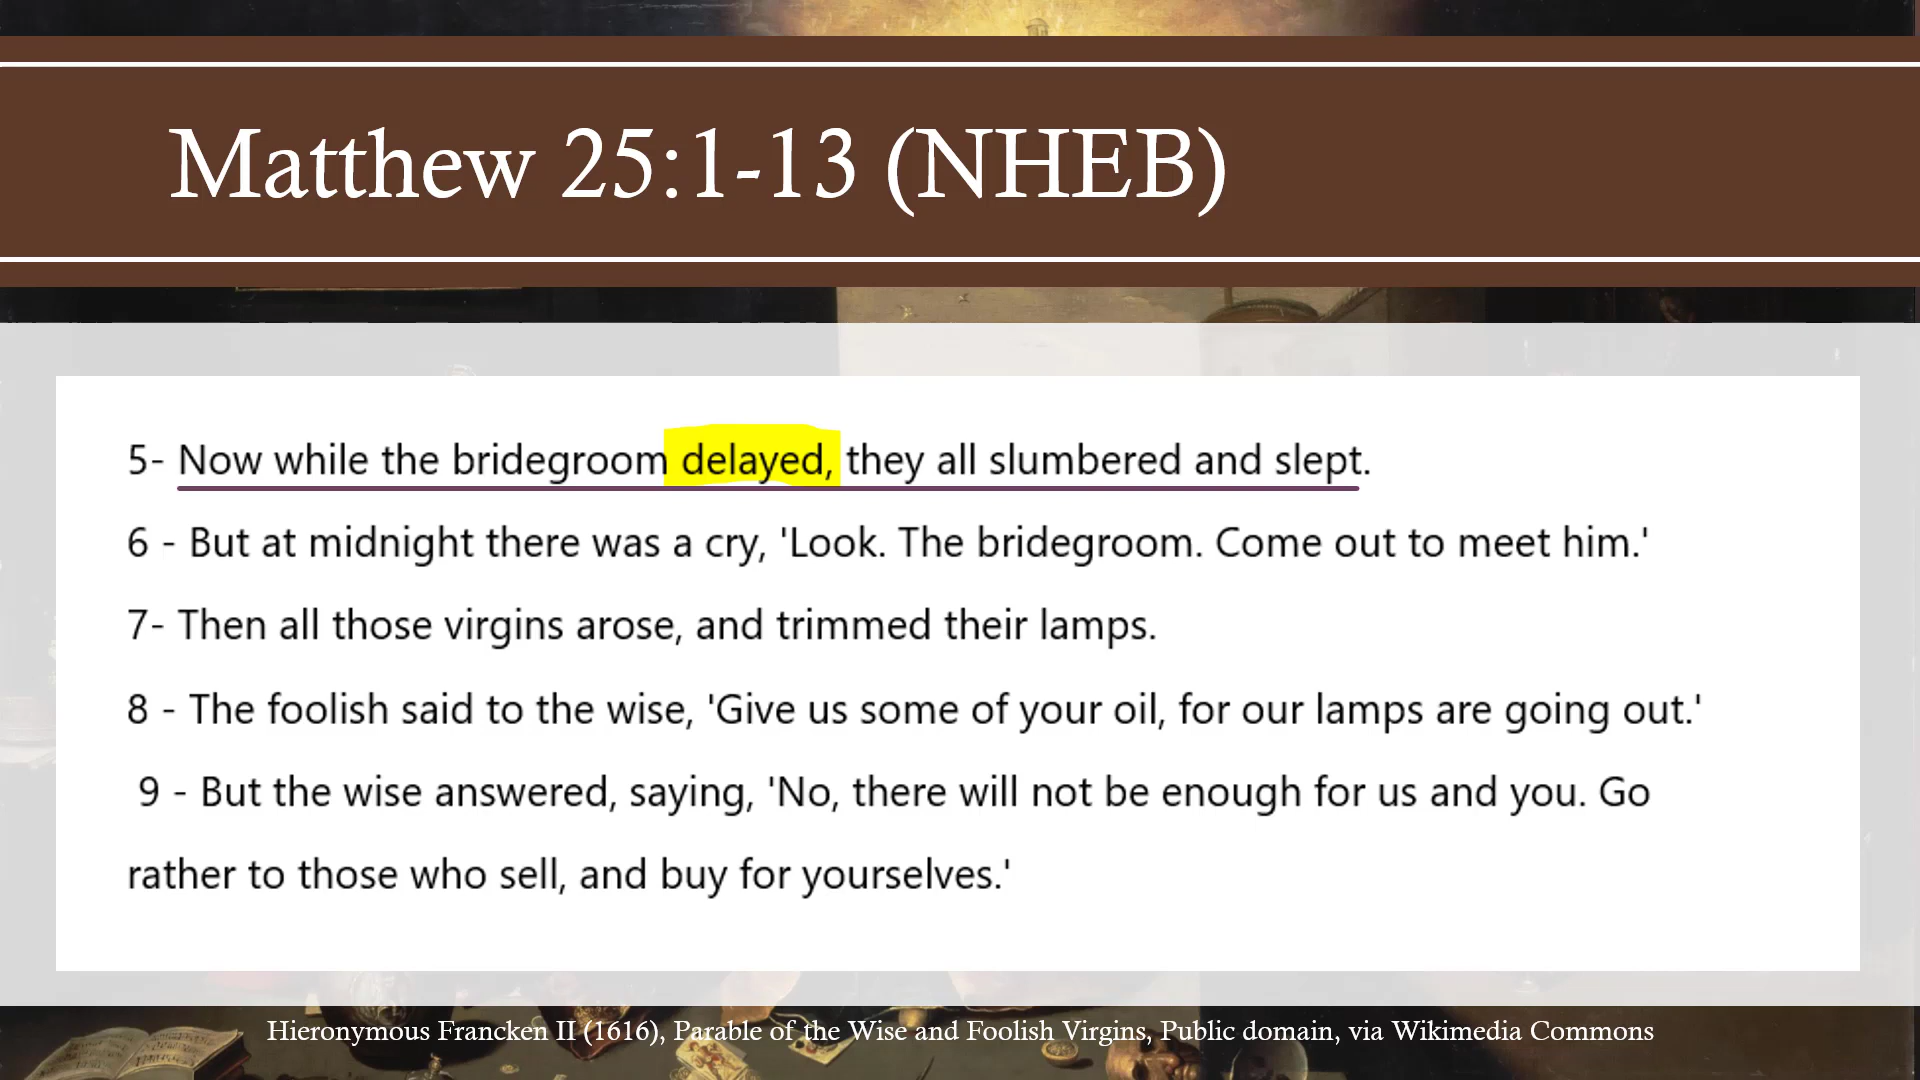 Matthew 25:1-13 (NHEB)
5- Now while the bridegroom delayed, they all slumbered and slept.
6 - But at midnight there was a cry, 'Look. The bridegroom. Come out to meet him.'
7- Then all those virgins arose, and trimmed their lamps.
8 - The foolish said to the wise, 'Give us some of your oil, for our lamps are going out.'
9 - But the wise answered, saying, 'No, there will not be enough for us and you. Go
rather to those who sell, and buy for yourselves.'
Hieronymous Francken II (1616), Parable of the Wise and Foolish Virgins, Public domain, via Wikimedia Commons